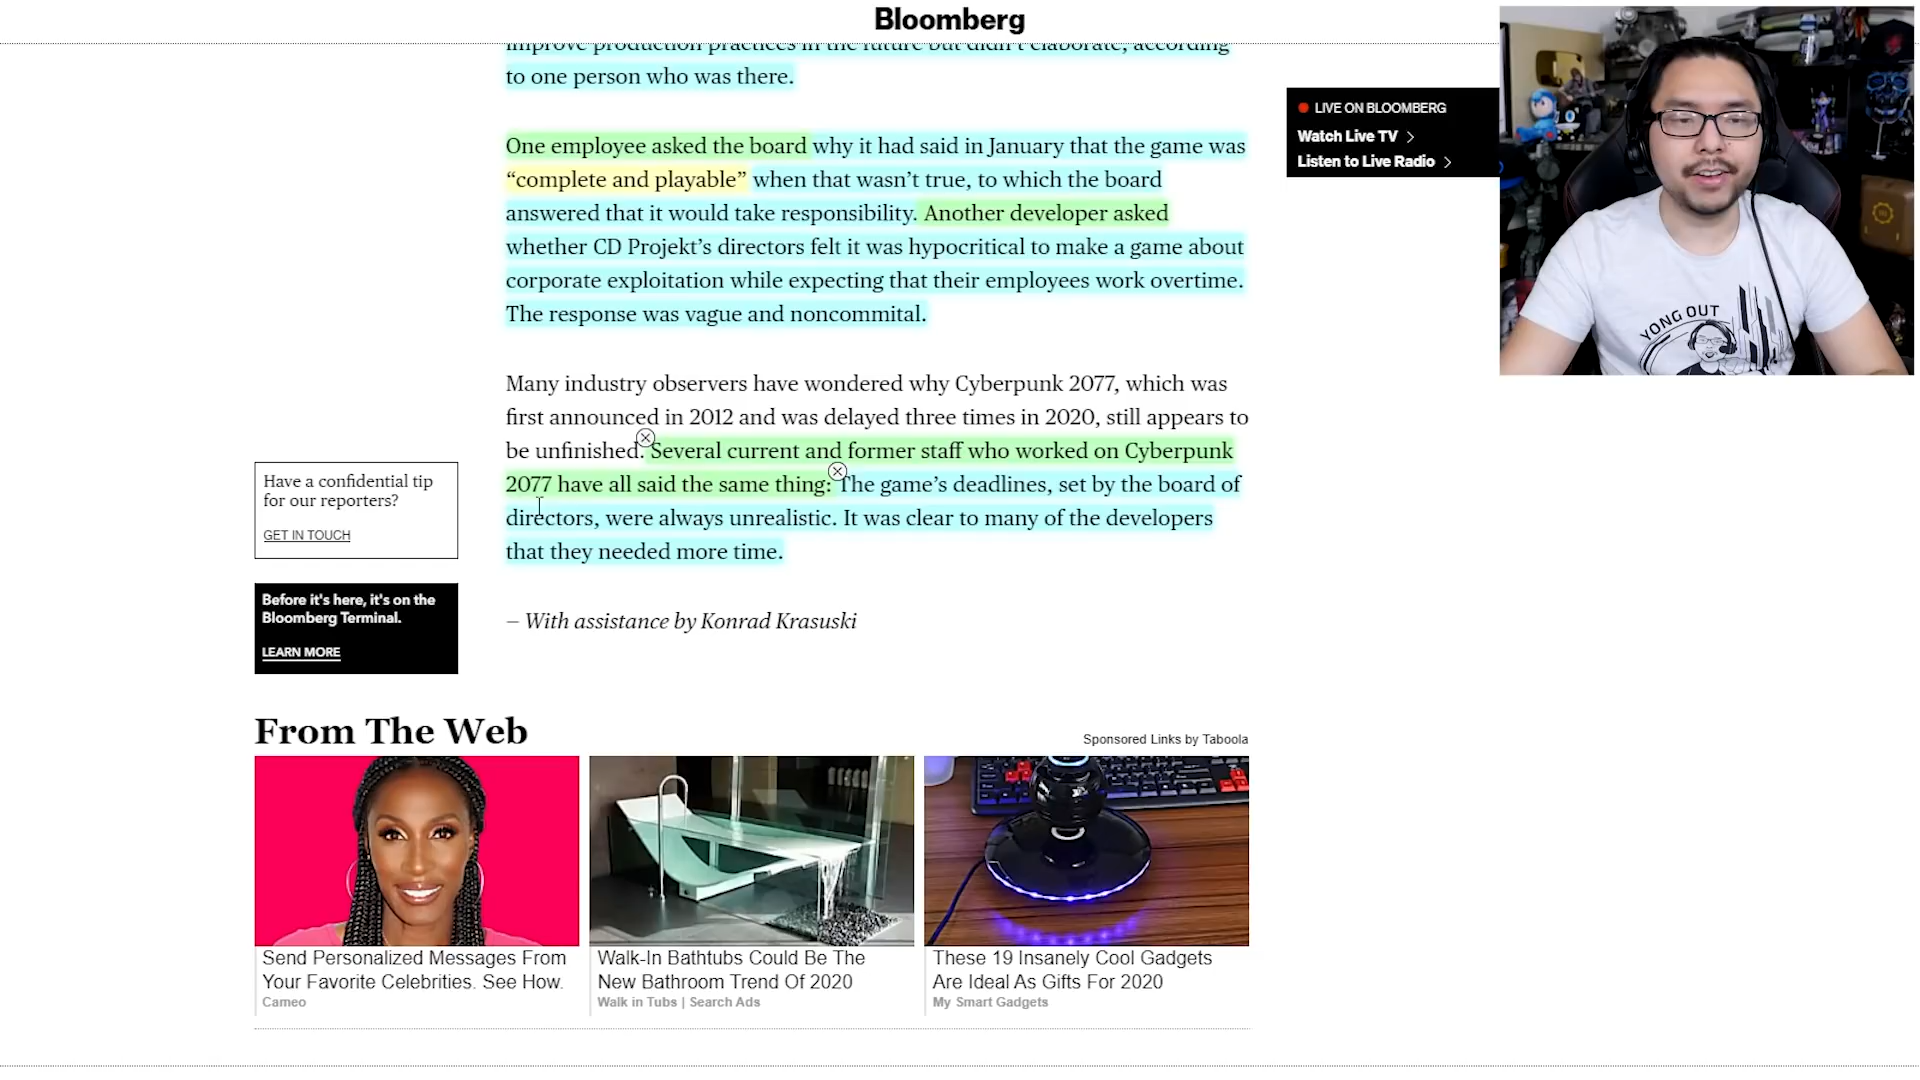 Bloomberg
improve production practices in the future but didn't elaborate, according
to one person who was there.
One employee asked the board why it had said in January that the game was
“complete and playable” when that wasn't true, to which the board
answered that it would take responsibility. Another developer asked
whether CD Projekt's directors felt it was hypocritical to make a game about
corporate exploitation while expecting that their employees work overtime.
The response was vague and noncommital.
Many industry observers have wondered why Cyberpunk 2077, which was
first announced in 2012 and was delayed three times in 2020, still appears to
be unfinished. Several current and former staff who worked on Cyberpunk
2077 have all said the same thing: The game's deadlines, set by the board of
directors, were always unrealistic. It was clear to many of the developers
that they needed more time.
– With assistance by Konrad Krasuski
LIVE ON BLOOMBERG
Watch Live TV
Listen to Live Radio
YONG OUT
Have a confidential tip
for our reporters?
GET IN TOUCH
Before it's here, it's on the
Bloomberg Terminal.
LEARN MORE
From The Web
Sponsored Links by Taboola
Send Personalized Messages From
Your Favorite Celebrities. See How.
Cameo
Walk-In Bathtubs Could Be The
New Bathroom Trend Of 2020
Walk in Tubs | Search Ads
These 19 Insanely Cool Gadgets
Are Ideal As Gifts For 2020
My Smart Gadgets